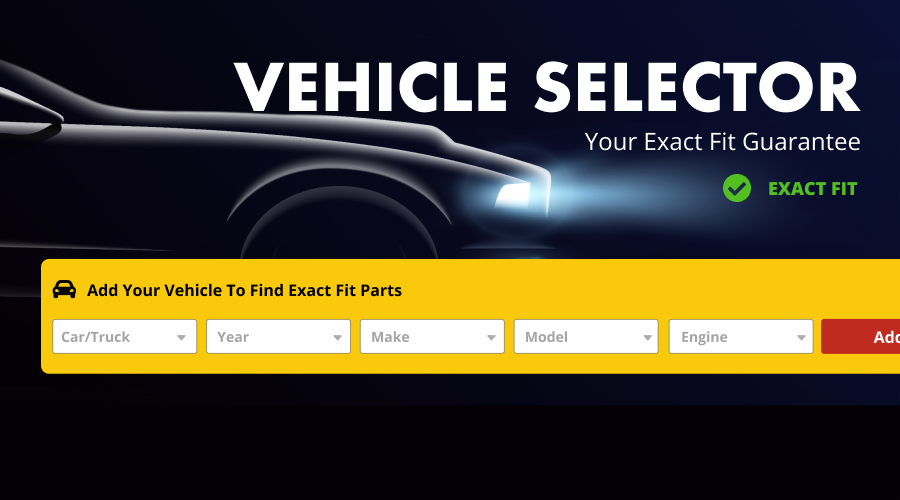 VEHICLE SELECTOR
Your Exact Fit Guarantee
EXACT FIT
Add Your Vehicle To Find Exact Fit Parts
Car/Truck Year Make Model Engine Add